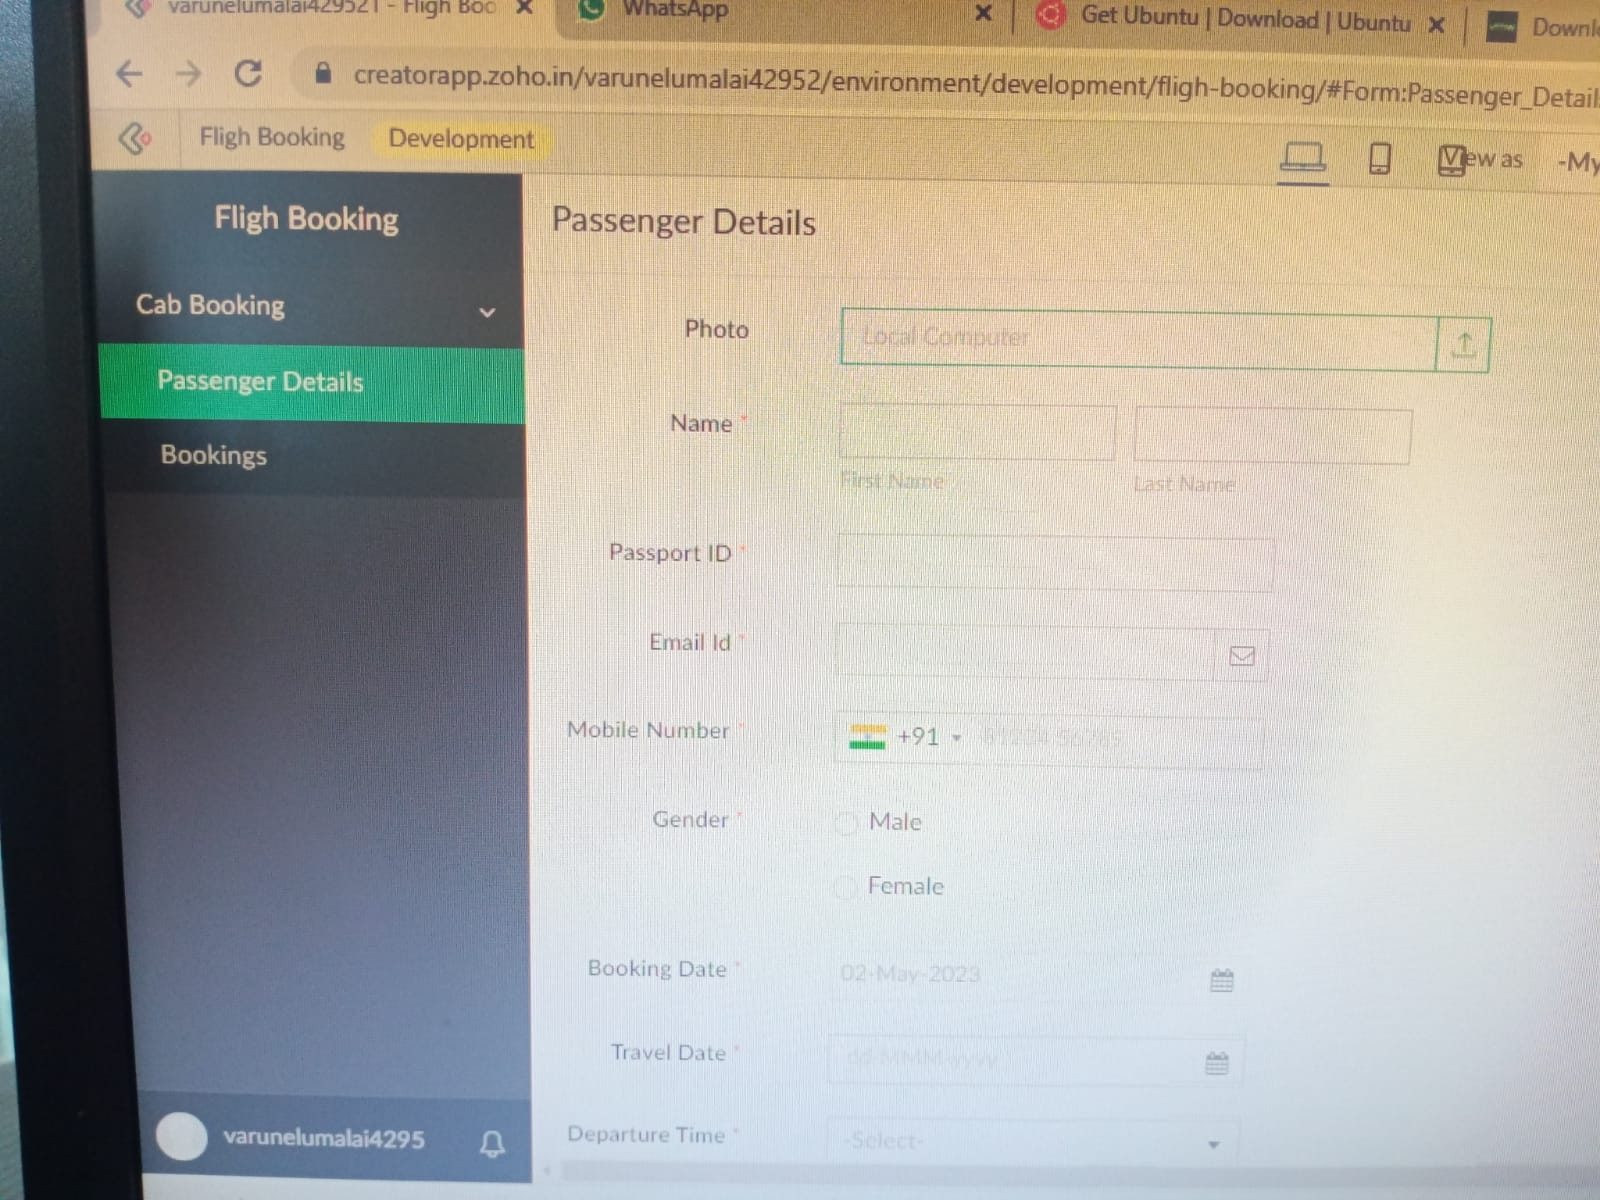 varunelumalai429521 - Fligh Boo
WhatsApp
Get Ubuntu | Download | Ubuntu
creatorapp.zoho.in/varunelumalai42952/environment/development/fligh-booking/#Form:Passenger_Detail
Fligh Booking
Development
View as
-My
Fligh Booking
Cab Booking
Passenger Details
Bookings
varunelumalai4295
Passenger Details
Photo
Local Computer
Name *
First Name
Last Name
Passport ID *
Email Id *
Mobile Number *
+91
Gender *
Male
Female
Booking Date *
02-May-2023
Travel Date *
dd-MMM-yyyy
Departure Time *
-Select-